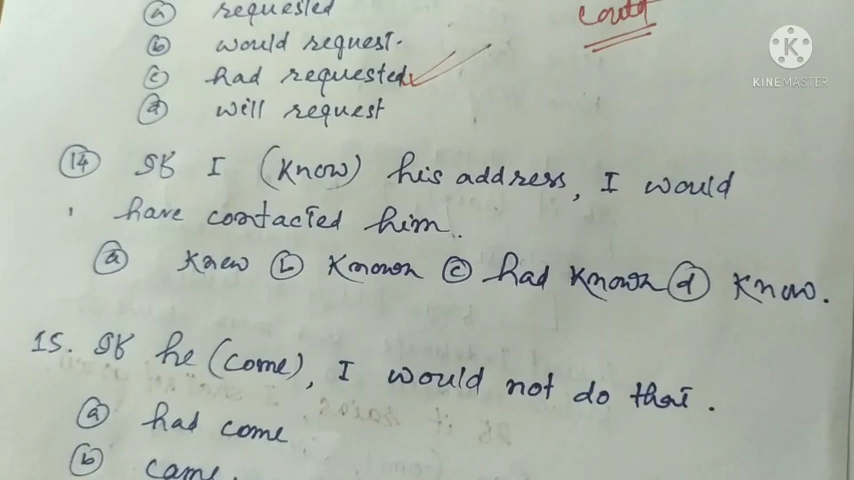 ⓐ requested
could
ⓑ would request.
ⓒ had requested
ⓓ will request
K
KINEMASTER
⑭ If I (know) his address, I would
have contacted him.
ⓐ knew ⓑ known ⓒ had known ⓓ know.
15. If he (come), I would not do that.
ⓐ had come
ⓑ came.